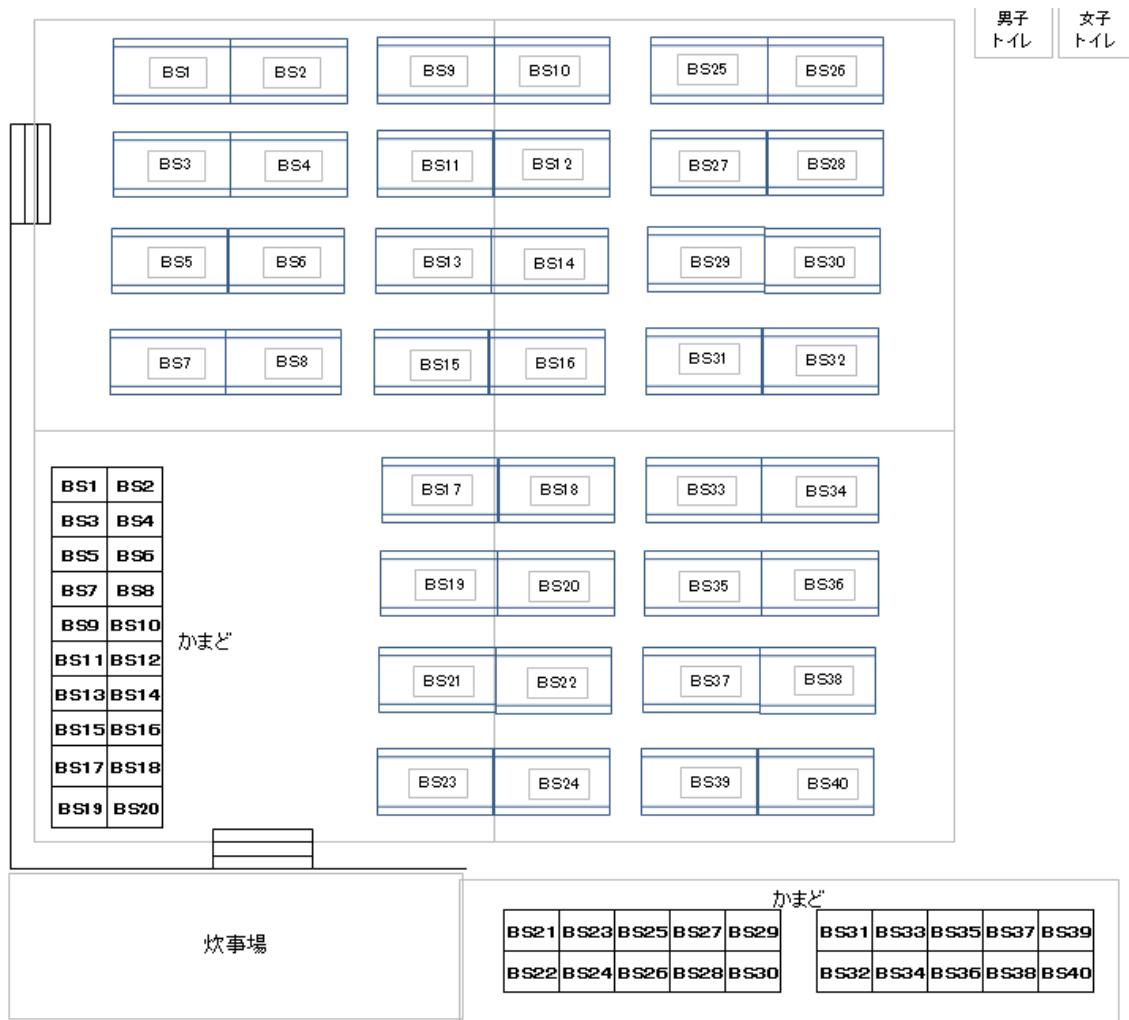 男子
トイレ
女子
トイレ
BS1 BS2 BS9 BS10 BS25 BS26
BS3 BS4 BS11 BS12 BS27 BS28
BS5 BS6 BS13 BS14 BS29 BS30
BS7 BS8 BS15 BS16 BS31 BS32
BS17 BS18 BS33 BS34
BS19 BS20 BS35 BS36
BS21 BS22 BS37 BS38
BS23 BS24 BS39 BS40
BS1 BS2
BS3 BS4
BS5 BS6
BS7 BS8
BS9 BS10
BS11 BS12
BS13 BS14
BS15 BS16
BS17 BS18
BS19 BS20
かまど
炊事場
かまど
BS21 BS23 BS25 BS27 BS29
BS22 BS24 BS26 BS28 BS30
BS31 BS33 BS35 BS37 BS39
BS32 BS34 BS36 BS38 BS40